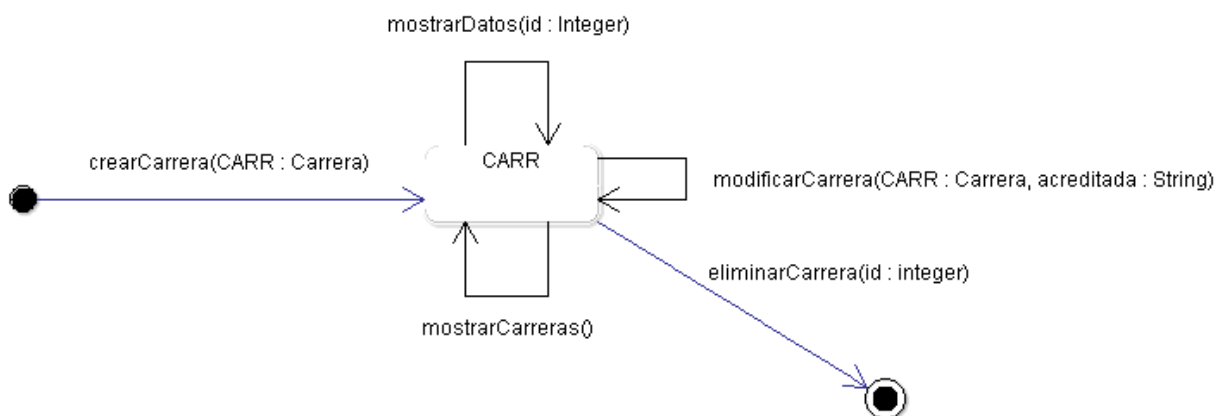 mostrarDatos(id : Integer)
crearCarrera(CARR : Carrera)
CARR
modificarCarrera(CARR : Carrera, acreditada : String)
eliminarCarrera(id : integer)
mostrarCarreras()